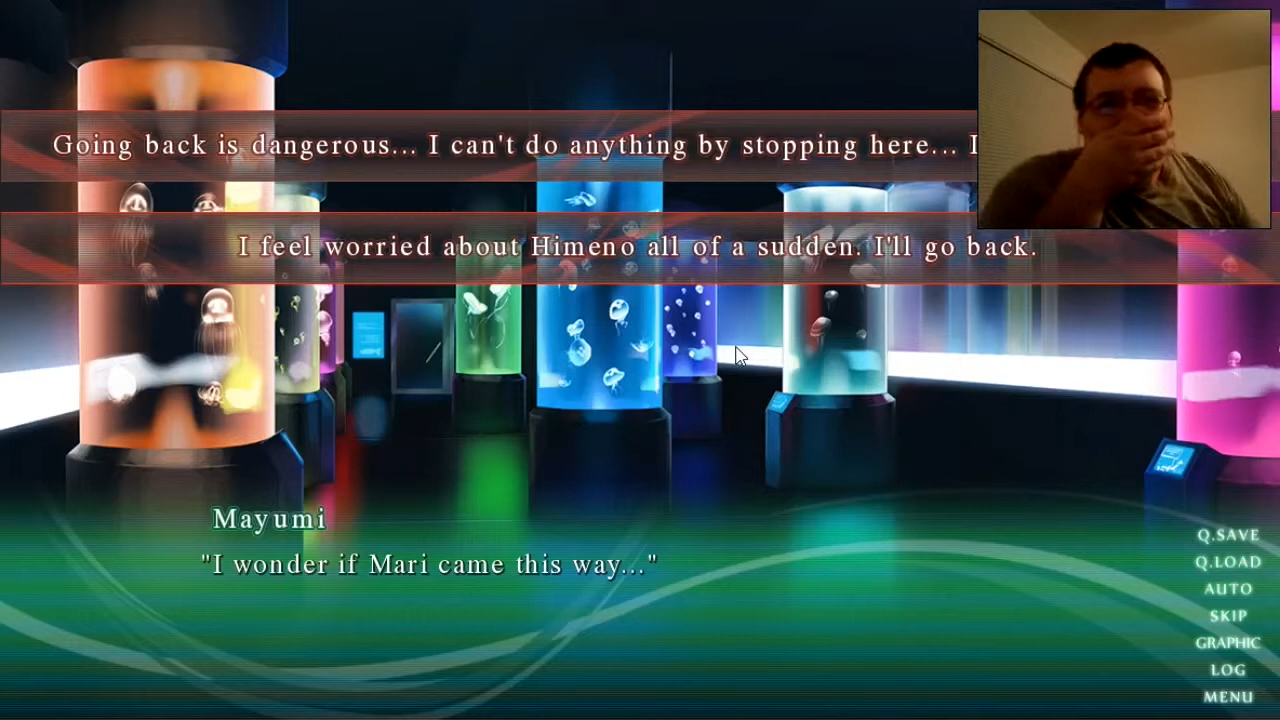 Going back is dangerous... I can't do anything by stopping here... I
I feel worried about Himeno all of a sudden. I'll go back.
Mayumi
"I wonder if Mari came this way..."
Q.SAVE
Q.LOAD
AUTO
SKIP
GRAPHIC
LOG
MENU